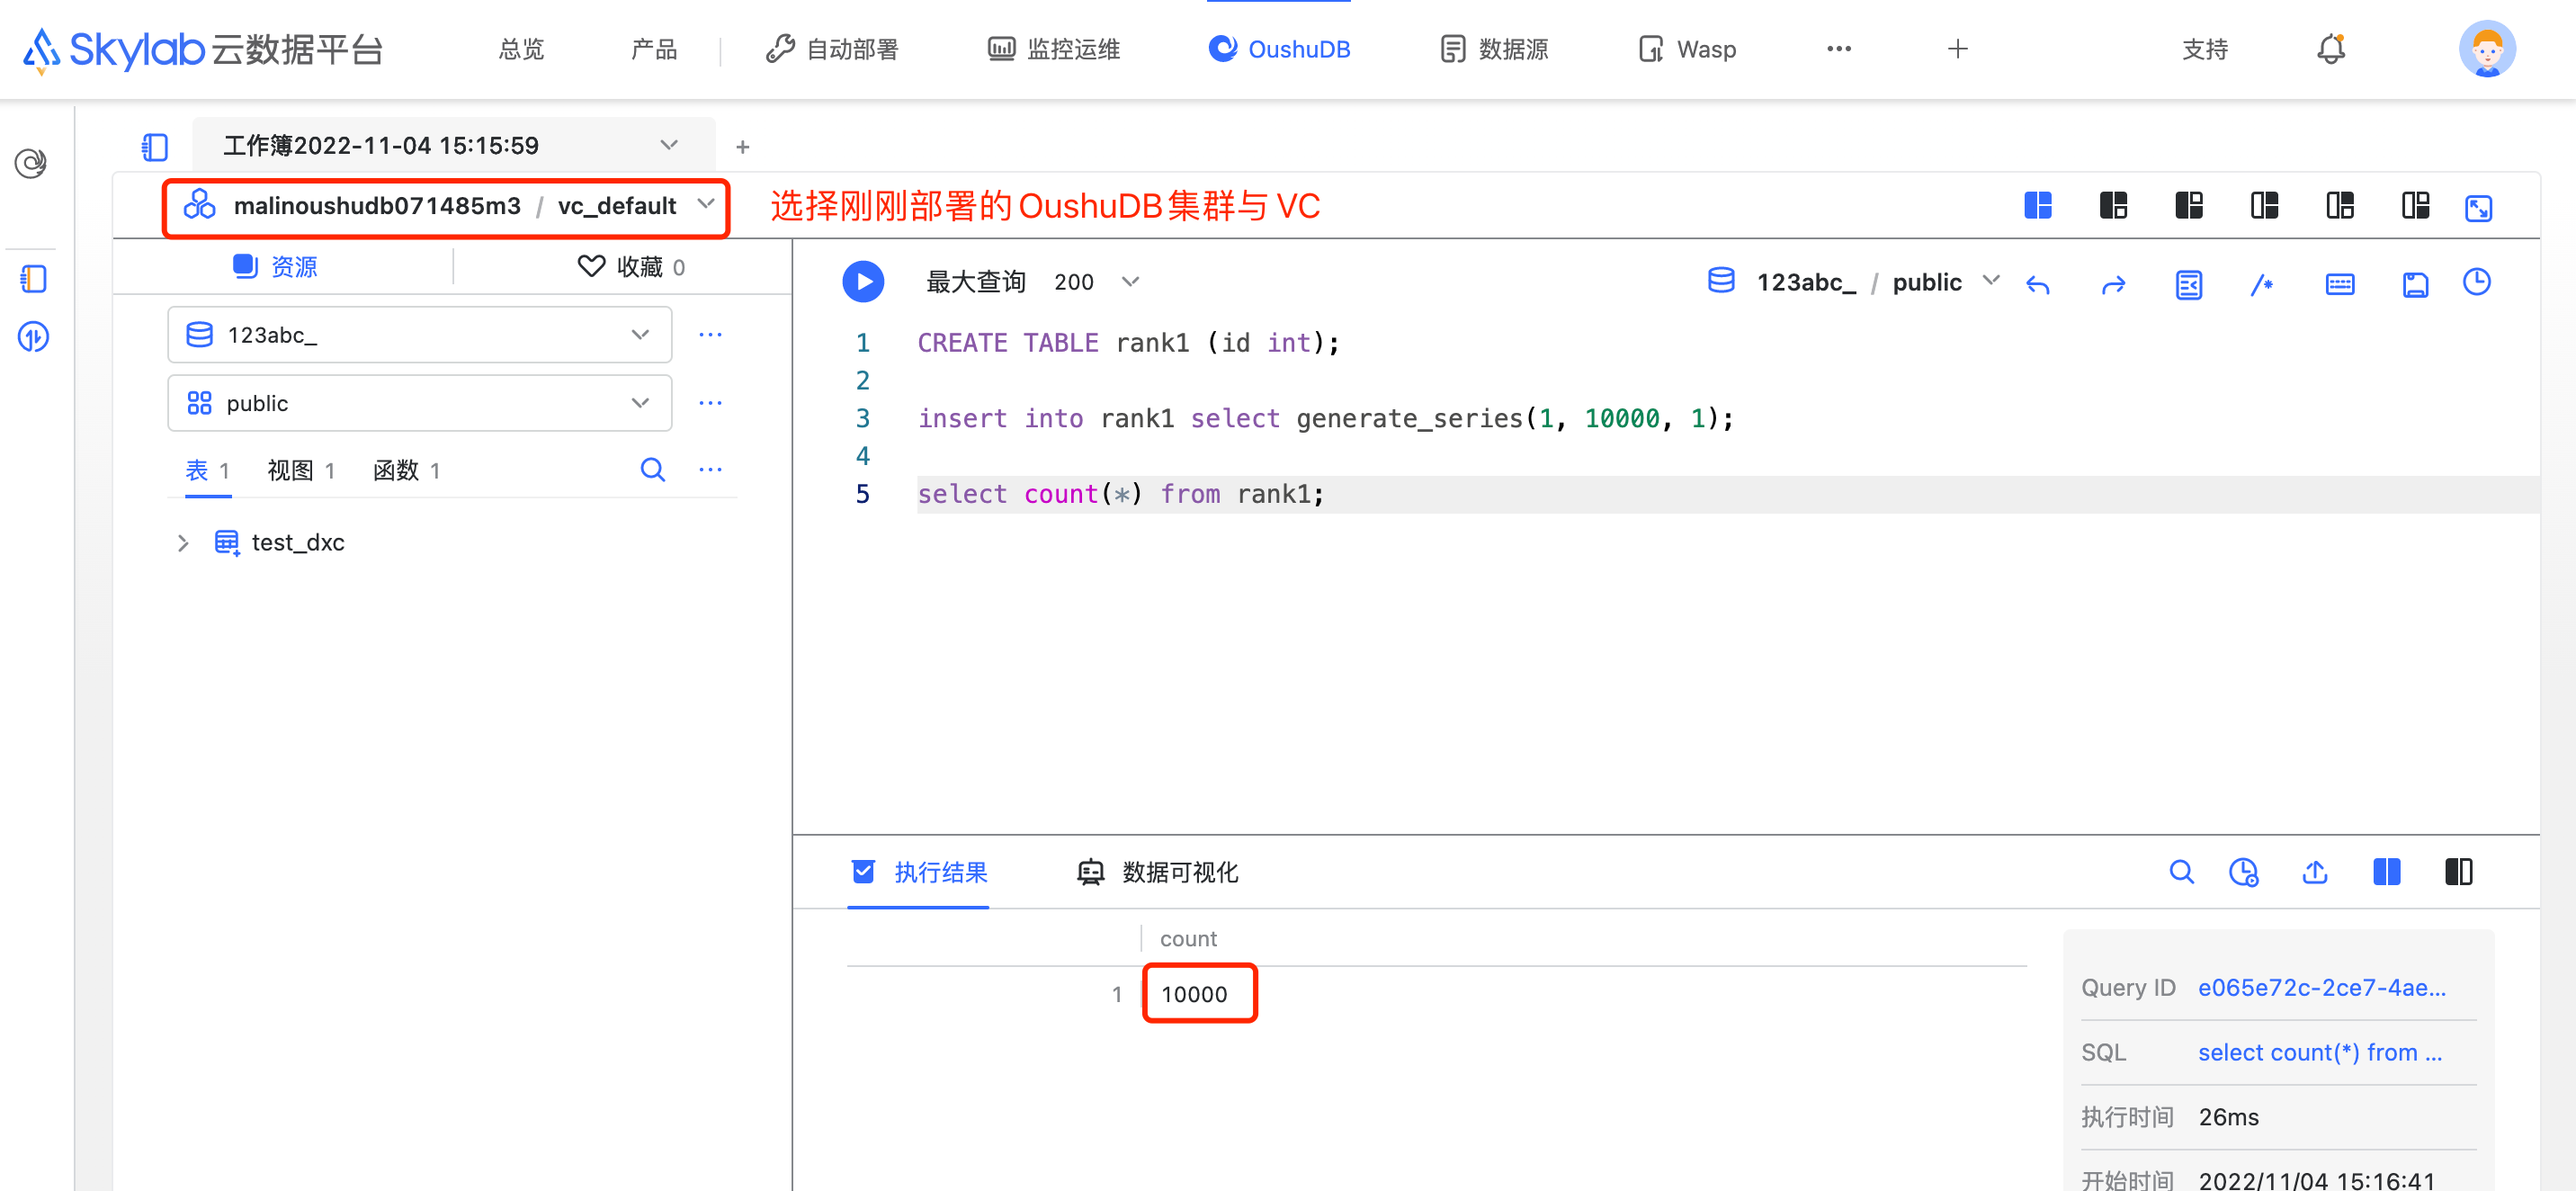 Skylab 云数据平台 总览 产品 自动部署 监控运维 OushuDB 数据源 Wasp 支持
工作簿2022-11-04 15:15:59
malinoushudb071485m3 / vc_default 选择刚刚部署的OushuDB集群与 VC
资源 收藏 0
最大查询 200 123abc_ / public
123abc_
public
表 1 视图 1 函数 1
test_dxc
1 CREATE TABLE rank1 (id int);
2
3 insert into rank1 select generate_series(1, 10000, 1);
4
5 select count(*) from rank1;
执行结果 数据可视化
count
1 10000
Query ID e065e72c-2ce7-4ae...
SQL select count(*) from ...
执行时间 26ms
开始时间 2022/11/04 15:16:41